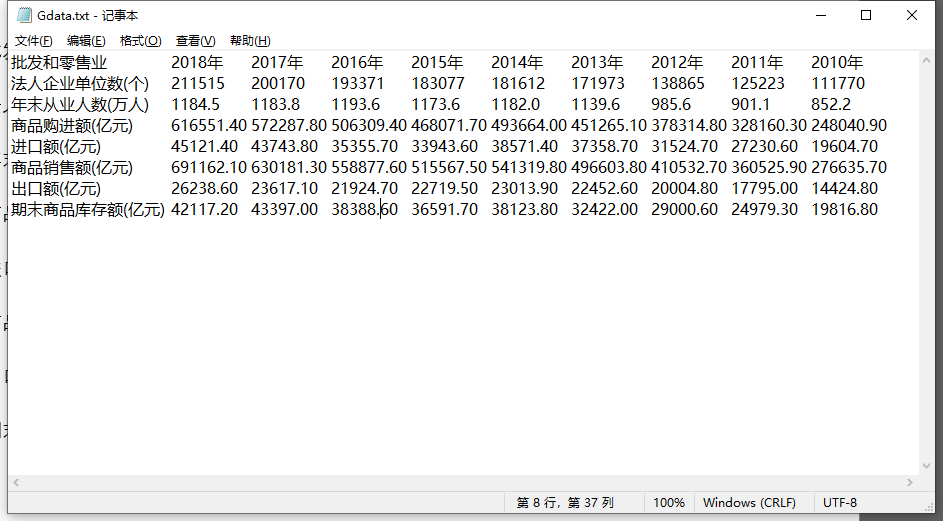 Gdata.txt - 记事本
文件(F) 编辑(E) 格式(O) 查看(V) 帮助(H)
批发和零售业 2018年 2017年 2016年 2015年 2014年 2013年 2012年 2011年 2010年
法人企业单位数(个) 211515 200170 193371 183077 181612 171973 138865 125223 111770
年末从业人数(万人) 1184.5 1183.8 1193.6 1173.6 1182.0 1139.6 985.6 901.1 852.2
商品购进额(亿元) 616551.40 572287.80 506309.40 468071.70 493664.00 451265.10 378314.80 328160.30 248040.90
进口额(亿元) 45121.40 43743.80 35355.70 33943.60 38571.40 37358.70 31524.70 27230.60 19604.70
商品销售额(亿元) 691162.10 630181.30 558877.60 515567.50 541319.80 496603.80 410532.70 360525.90 276635.70
出口额(亿元) 26238.60 23617.10 21924.70 22719.50 23013.90 22452.60 20004.80 17795.00 14424.80
期末商品库存额(亿元) 42117.20 43397.00 38388.60 36591.70 38123.80 32422.00 29000.60 24979.30 19816.80
第 8 行，第 37 列 100% Windows (CRLF) UTF-8